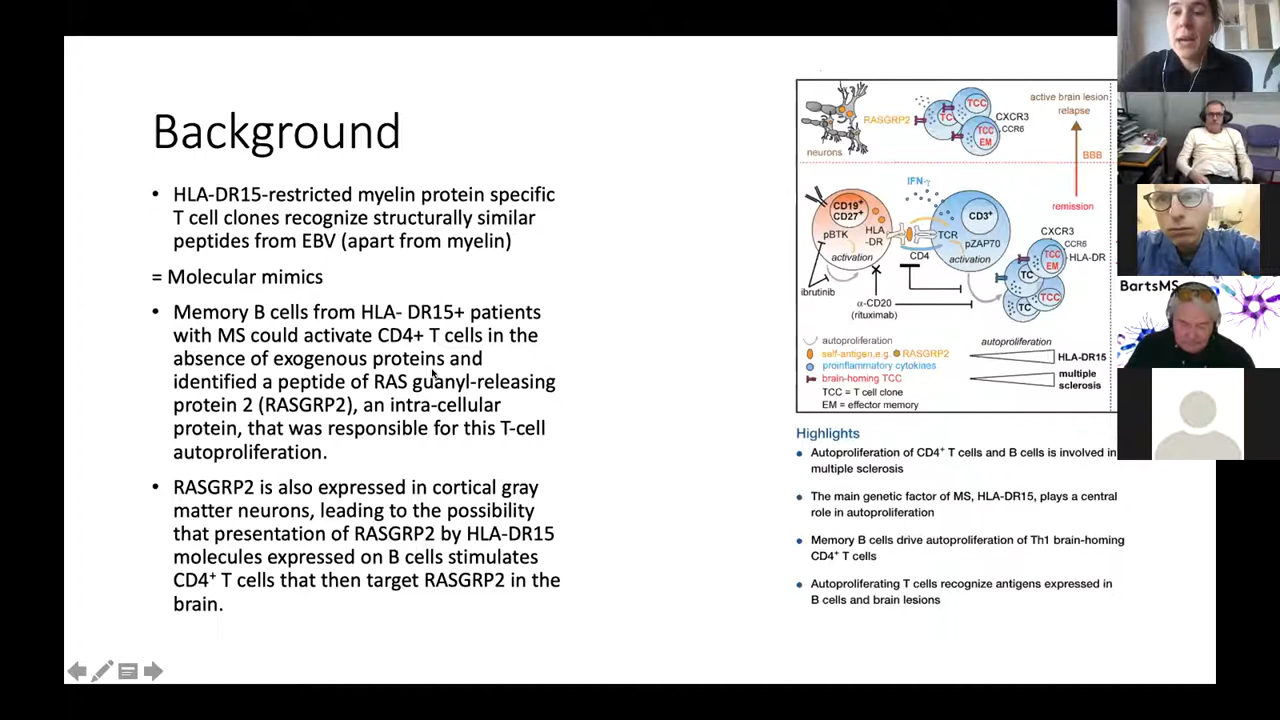 Background
• HLA-DR15-restricted myelin protein specific
T cell clones recognize structurally similar
peptides from EBV (apart from myelin)
= Molecular mimics
• Memory B cells from HLA- DR15+ patients
with MS could activate CD4+ T cells in the
absence of exogenous proteins and
identified a peptide of RAS guanyl-releasing
protein 2 (RASGRP2), an intra-cellular
protein, that was responsible for this T-cell
autoproliferation.
• RASGRP2 is also expressed in cortical gray
matter neurons, leading to the possibility
that presentation of RASGRP2 by HLA-DR15
molecules expressed on B cells stimulates
CD4⁺ T cells that then target RASGRP2 in the
brain.
neurons
RASGRP2
TCC
TC
TCC
EM
CXCR3
CCR6
active brain lesion
relapse
BBB
remission
IFN-γ
CD19⁺
CD27⁺
pBTK
HLA
-DR
activation
CD4
TCR
CD3⁺
pZAP70
activation
CXCR3
CCR6
HLA-DR
TCC
EM
TC
TCC
TC
ibrutinib
α-CD20
(rituximab)
autoproliferation
self-antigen e.g. RASGRP2
proinflammatory cytokines
brain-homing TCC
TCC = T cell clone
EM = effector memory
autoproliferation
HLA-DR15
multiple
sclerosis
Highlights
• Autoproliferation of CD4⁺ T cells and B cells is involved in
multiple sclerosis
• The main genetic factor of MS, HLA-DR15, plays a central
role in autoproliferation
• Memory B cells drive autoproliferation of Th1 brain-homing
CD4⁺ T cells
• Autoproliferating T cells recognize antigens expressed in
B cells and brain lesions
BartsMS